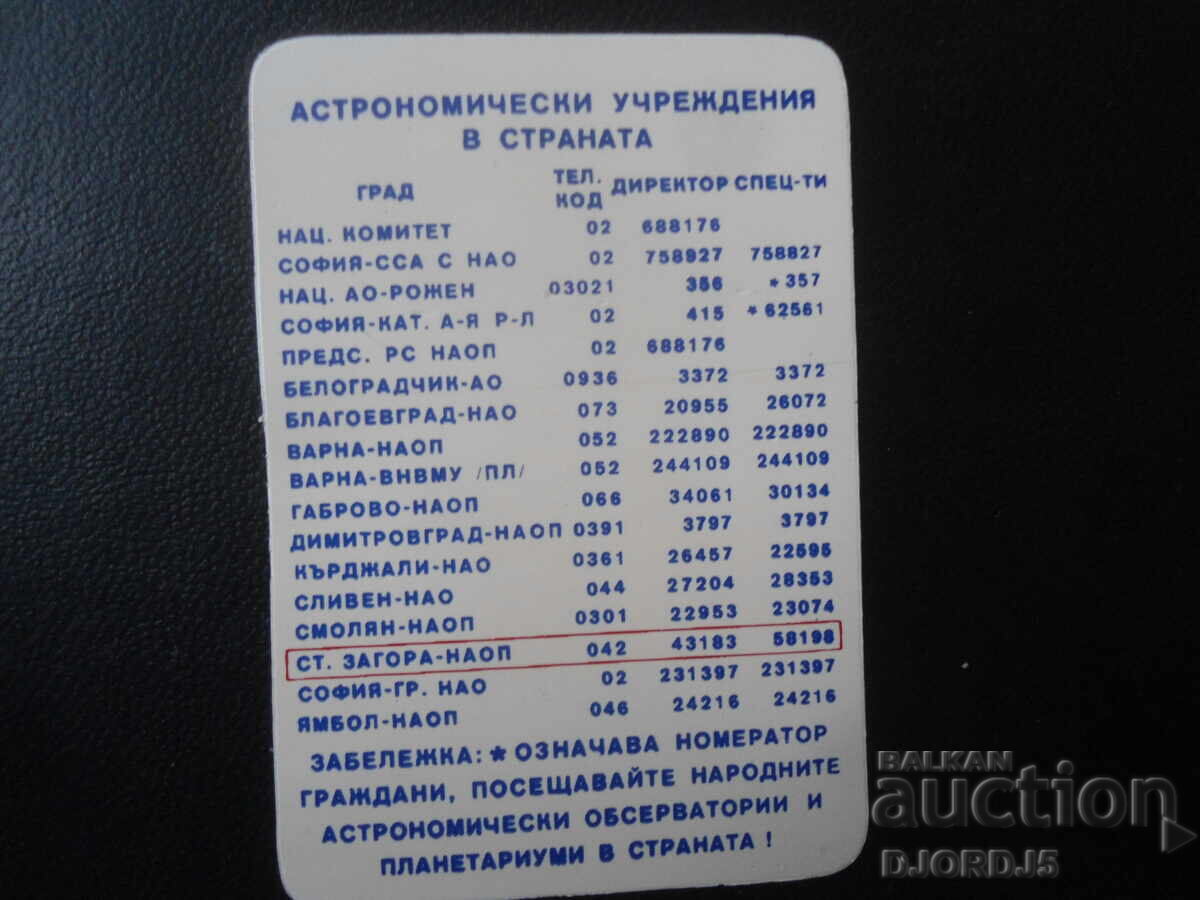 АСТРОНОМИЧЕСКИ УЧРЕЖДЕНИЯ
В СТРАНАТА
ГРАД ТЕЛ. КОД ДИРЕКТОР СПЕЦ-ТИ
НАЦ. КОМИТЕТ 02 688176
СОФИЯ-ССА С НАО 02 758927 758827
НАЦ. АО-РОЖЕН 03021 356 *357
СОФИЯ-КАТ. А-Я Р-Л 02 415 *62561
ПРЕДС. РС НАОП 02 688176
БЕЛОГРАДЧИК-АО 0936 3372 3372
БЛАГОЕВГРАД-НАО 073 20955 26072
ВАРНА-НАОП 052 222890 222890
ВАРНА-ВНВМУ /ПЛ/ 052 244109 244109
ГАБРОВО-НАОП 066 34061 30134
ДИМИТРОВГРАД-НАОП 0391 3797 3797
КЪРДЖАЛИ-НАО 0361 26457 22595
СЛИВЕН-НАО 044 27204 28353
СМОЛЯН-НАОП 0301 22953 23074
СТ. ЗАГОРА-НАОП 042 43183 58198
СОФИЯ-ГР. НАО 02 231397 231397
ЯМБОЛ-НАОП 046 24216 24216
ЗАБЕЛЕЖКА: * ОЗНАЧАВА НОМЕРАТОР
ГРАЖДАНИ, ПОСЕЩАВАЙТЕ НАРОДНИТЕ
АСТРОНОМИЧЕСКИ ОБСЕРВАТОРИИ И
ПЛАНЕТАРИУМИ В СТРАНАТА !
BALKAN
auction
DJORDJ5